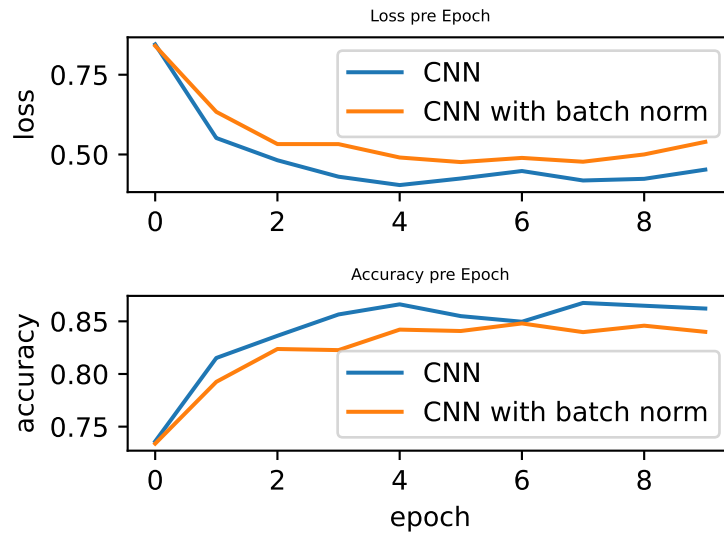 Loss pre Epoch
loss
0.75
0.50
CNN
CNN with batch norm
0 2 4 6 8
Accuracy pre Epoch
accuracy
0.85
0.80
0.75
CNN
CNN with batch norm
0 2 4 6 8
epoch